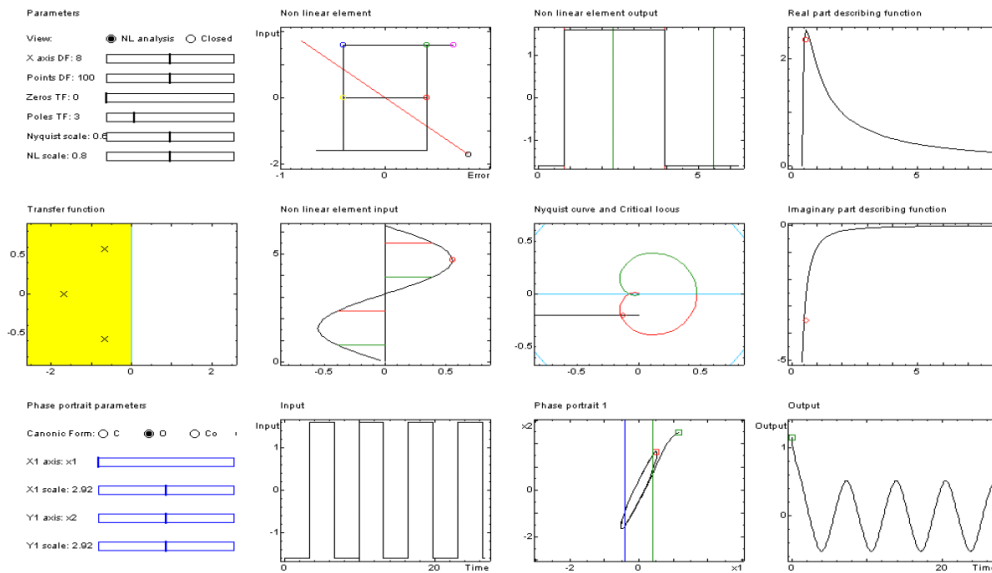 Parameters
View: NL analysis Closed
X axis DF: 8
Points DF: 100
Zeros TF: 0
Poles TF: 3
Nyquist scale: 0.6
NL scale: 0.8
Non linear element
Input
0
-2
-1 0 Error
Non linear element output
1
0
-1
0 5
Real part describing function
2
0
0 5
Transfer function
0.5
0
-0.5
-2 0 2
Non linear element input
5
0
-0.5 0 0.5
Nyquist curve and Critical locus
0.5
0
-0.5
-0.5 0 0.5
Imaginary part describing function
0
-5
0 5
Phase portrait parameters
Canonic Form: C O Co
X1 axis: x1
X1 scale: 2.92
Y1 axis: x2
Y1 scale: 2.92
Input
Input
1
0
-1
0 20 Time
Phase portrait 1
x2
2
0
-2
-3 -2 0 x1
Output
Output
1
0
0 20 Time